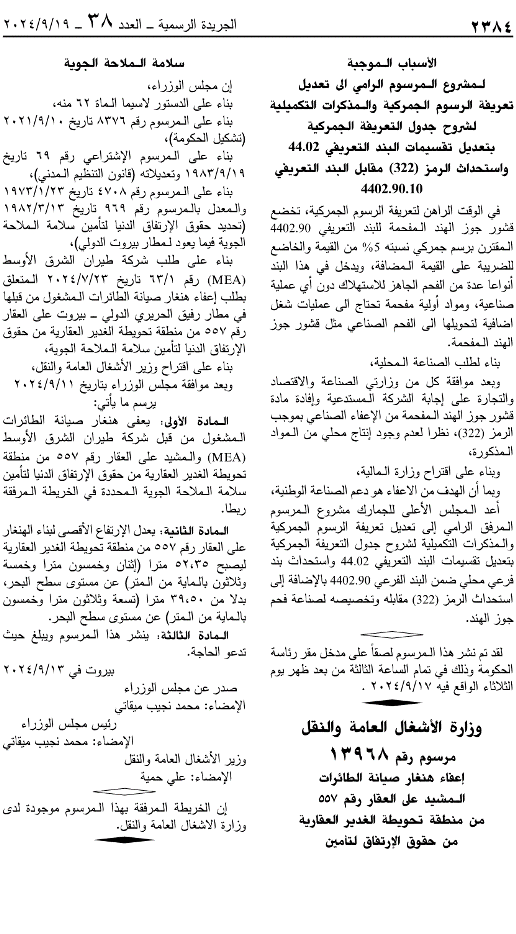 ٢٣٨٤
الجريدة الرسمية ــ العدد ٣٨ ــ ٢٠٢٤/٩/١٩
الأسباب الموجبة
لـمشروع الـمرسوم الرامي الى تعديل
تعريفة الرسوم الجمركية والـمذكرات التكميلية
لشروح جدول التعريفة الجمركية
بتعديل تقسيمات البند التعريفي 44.02
واستحداث الرمز (322) مقابل البند التعريفي
4402.90.10
في الوقت الراهن لتعريفة الرسوم الجمركية، تخضع
قشور جوز الهند المفحمة للبند التعريفي 4402.90
المقترن برسم جمركي نسبته 5% من القيمة والخاضع
للضريبة على القيمة المضافة، ويدخل في هذا البند
أنواعا عدة من الفحم الجاهز للاستهلاك دون أي عملية
صناعية، ومواد أولية مفحمة تحتاج الى عمليات شغل
اضافية لتحويلها الى الفحم الصناعي مثل قشور جوز
الهند المفحمة.
بناء لطلب الصناعة المحلية،
وبعد موافقة كل من وزارتي الصناعة والاقتصاد
والتجارة على إجابة الشركة المستدعية وإفادة مادة
قشور جوز الهند المفحمة من الإعفاء الصناعي بموجب
الرمز (322)، نظرا لعدم وجود إنتاج محلي من المواد
المذكورة،
وبناء على اقتراح وزارة المالية،
وبما أن الهدف من الاعفاء هو دعم الصناعة الوطنية،
أعد المجلس الأعلى للجمارك مشروع المرسوم
المرفق الرامي إلى تعديل تعريفة الرسوم الجمركية
والمذكرات التكميلية لشروح جدول التعريفة الجمركية
بتعديل تقسيمات البند التعريفي 44.02 واستحداث بند
فرعي محلي ضمن البند الفرعي 4402.90 بالإضافة إلى
استحداث الرمز (322) مقابله وتخصيصه لصناعة فحم
جوز الهند.
لقد تم نشر هذا المرسوم لصقاً على مدخل مقر رئاسة
الحكومة وذلك في تمام الساعة الثالثة من بعد ظهر يوم
الثلاثاء الواقع فيه ٢٠٢٤/٩/١٧ .
وزارة الأشغال العامة والنقل
مرسوم رقم ١٣٩٦٨
إعفاء هنغار صيانة الطائرات
الـمشيد على العقار رقم ٥٥٧
من منطقة تحويطة الغدير العقارية
من حقوق الإرتفاق لتأمين
سلامة الـملاحة الجوية
إن مجلس الوزراء،
بناء على الدستور لاسيما المادة ٦٢ منه،
بناء على المرسوم رقم ٨٣٧٦ تاريخ ٢٠٢١/٩/١٠
(تشكيل الحكومة)،
بناء على المرسوم الإشتراعي رقم ٦٩ تاريخ
١٩٨٣/٩/١٩ وتعديلاته (قانون التنظيم المدني)،
بناء على المرسوم رقم ٤٧٠٨ تاريخ ١٩٧٣/١/٢٣
والمعدل بالمرسوم رقم ٩٦٩ تاريخ ١٩٨٢/٣/١٣
(تحديد حقوق الإرتفاق الدنيا لتأمين سلامة الملاحة
الجوية فيما يعود لمطار بيروت الدولي)،
بناء على طلب شركة طيران الشرق الأوسط
(MEA) رقم ٦٣/١ تاريخ ٢٠٢٤/٧/٢٣ المتعلق
بطلب إعفاء هنغار صيانة الطائرات المشغول من قبلها
في مطار رفيق الحريري الدولي ــ بيروت على العقار
رقم ٥٥٧ من منطقة تحويطة الغدير العقارية من حقوق
الإرتفاق الدنيا لتأمين سلامة الملاحة الجوية،
بناء على اقتراح وزير الأشغال العامة والنقل،
وبعد موافقة مجلس الوزراء بتاريخ ٢٠٢٤/٩/١١
يرسم ما يأتي:
المادة الأولى: يعفى هنغار صيانة الطائرات
المشغول من قبل شركة طيران الشرق الأوسط
(MEA) والمشيد على العقار رقم ٥٥٧ من منطقة
تحويطة الغدير العقارية من حقوق الإرتفاق الدنيا لتأمين
سلامة الملاحة الجوية المحددة في الخريطة المرفقة
ربطا.
المادة الثانية: يعدل الإرتفاع الأقصى لبناء الهنغار
على العقار رقم ٥٥٧ من منطقة تحويطة الغدير العقارية
ليصبح ٥٢,٣٥ مترا (إثنان وخمسون مترا وخمسة
وثلاثون بالماية من المتر) عن مستوى سطح البحر،
بدلا من ٣٩,٥٠ مترا (تسعة وثلاثون مترا وخمسون
بالماية من المتر) عن مستوى سطح البحر.
المادة الثالثة: ينشر هذا المرسوم ويبلغ حيث
تدعو الحاجة.
بيروت في ٢٠٢٤/٩/١٣
صدر عن مجلس الوزراء
الإمضاء: محمد نجيب ميقاتي
رئيس مجلس الوزراء
الإمضاء: محمد نجيب ميقاتي
وزير الأشغال العامة والنقل
الإمضاء: علي حمية
إن الخريطة المرفقة بهذا المرسوم موجودة لدى
وزارة الاشغال العامة والنقل.